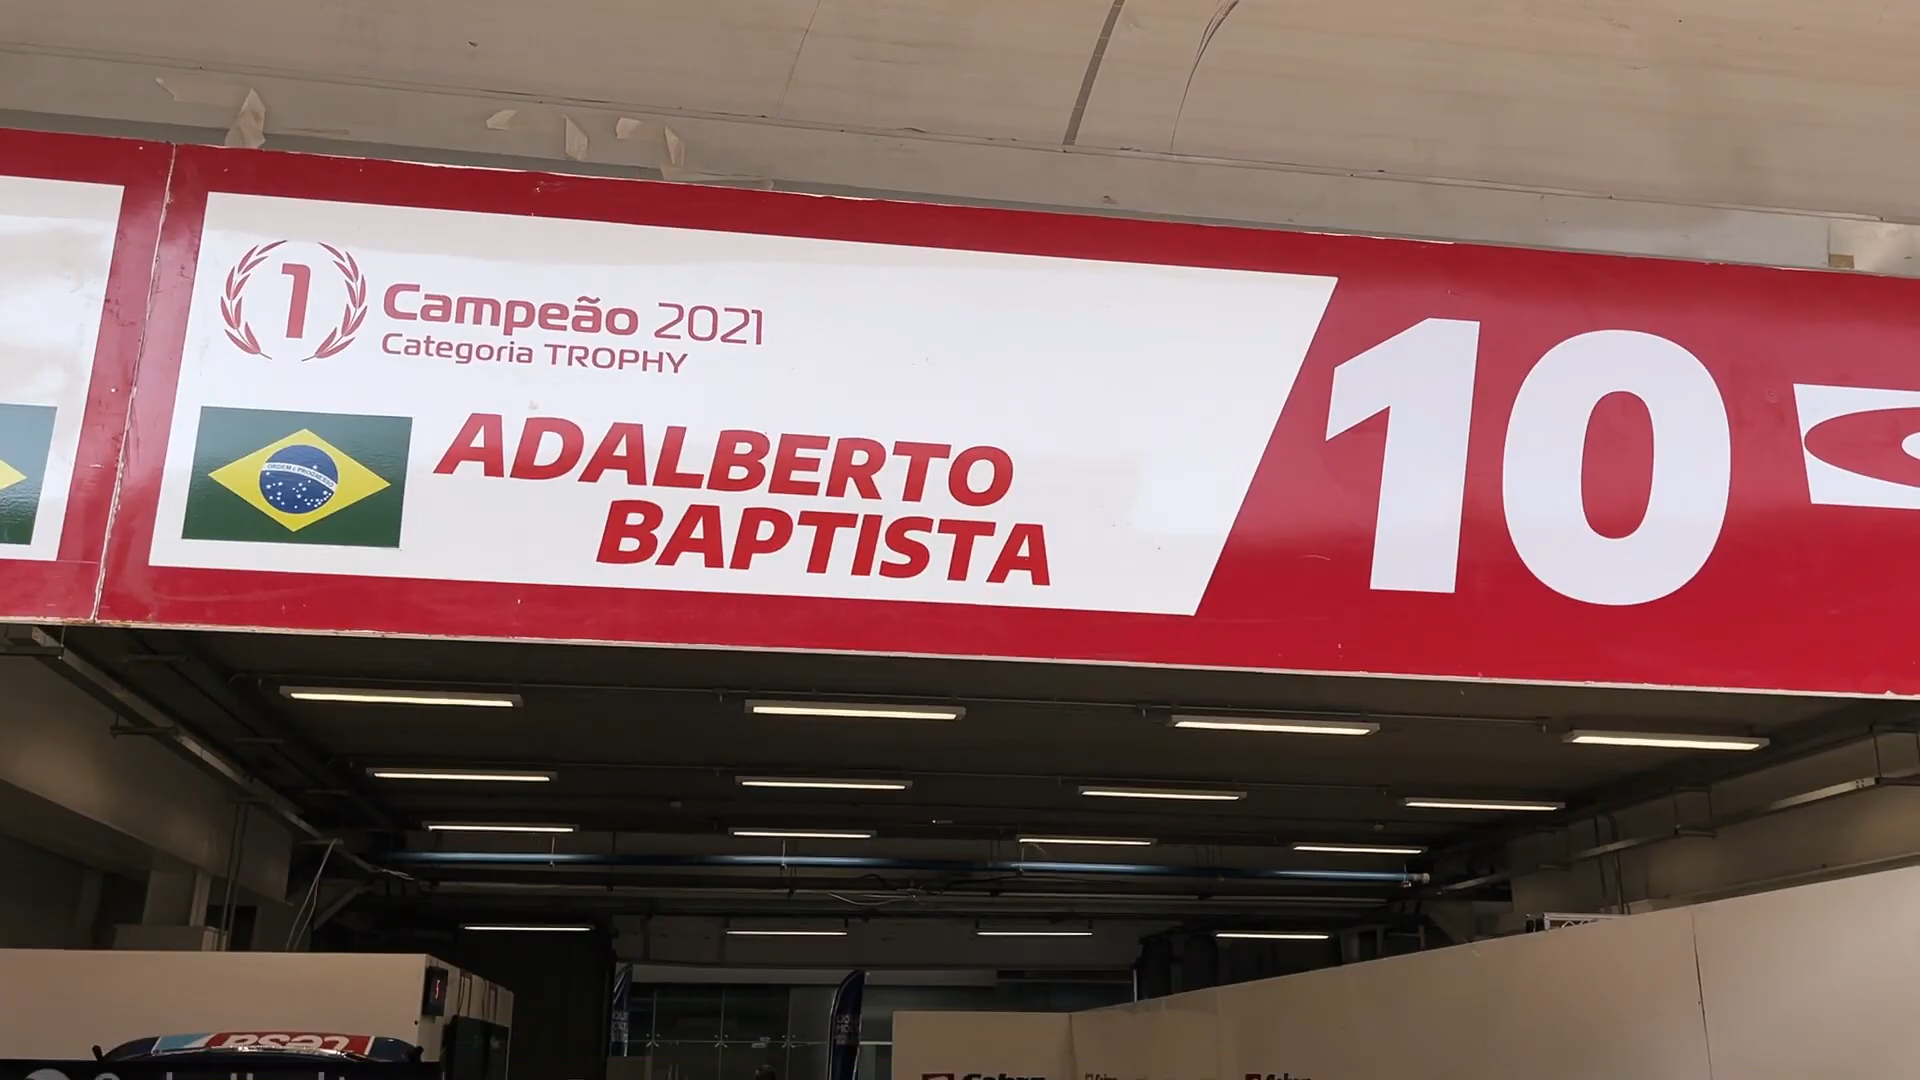 1
Campeão 2021
Categoria TROPHY
ORDEM E PROGRESSO
ADALBERTO
BAPTISTA
10